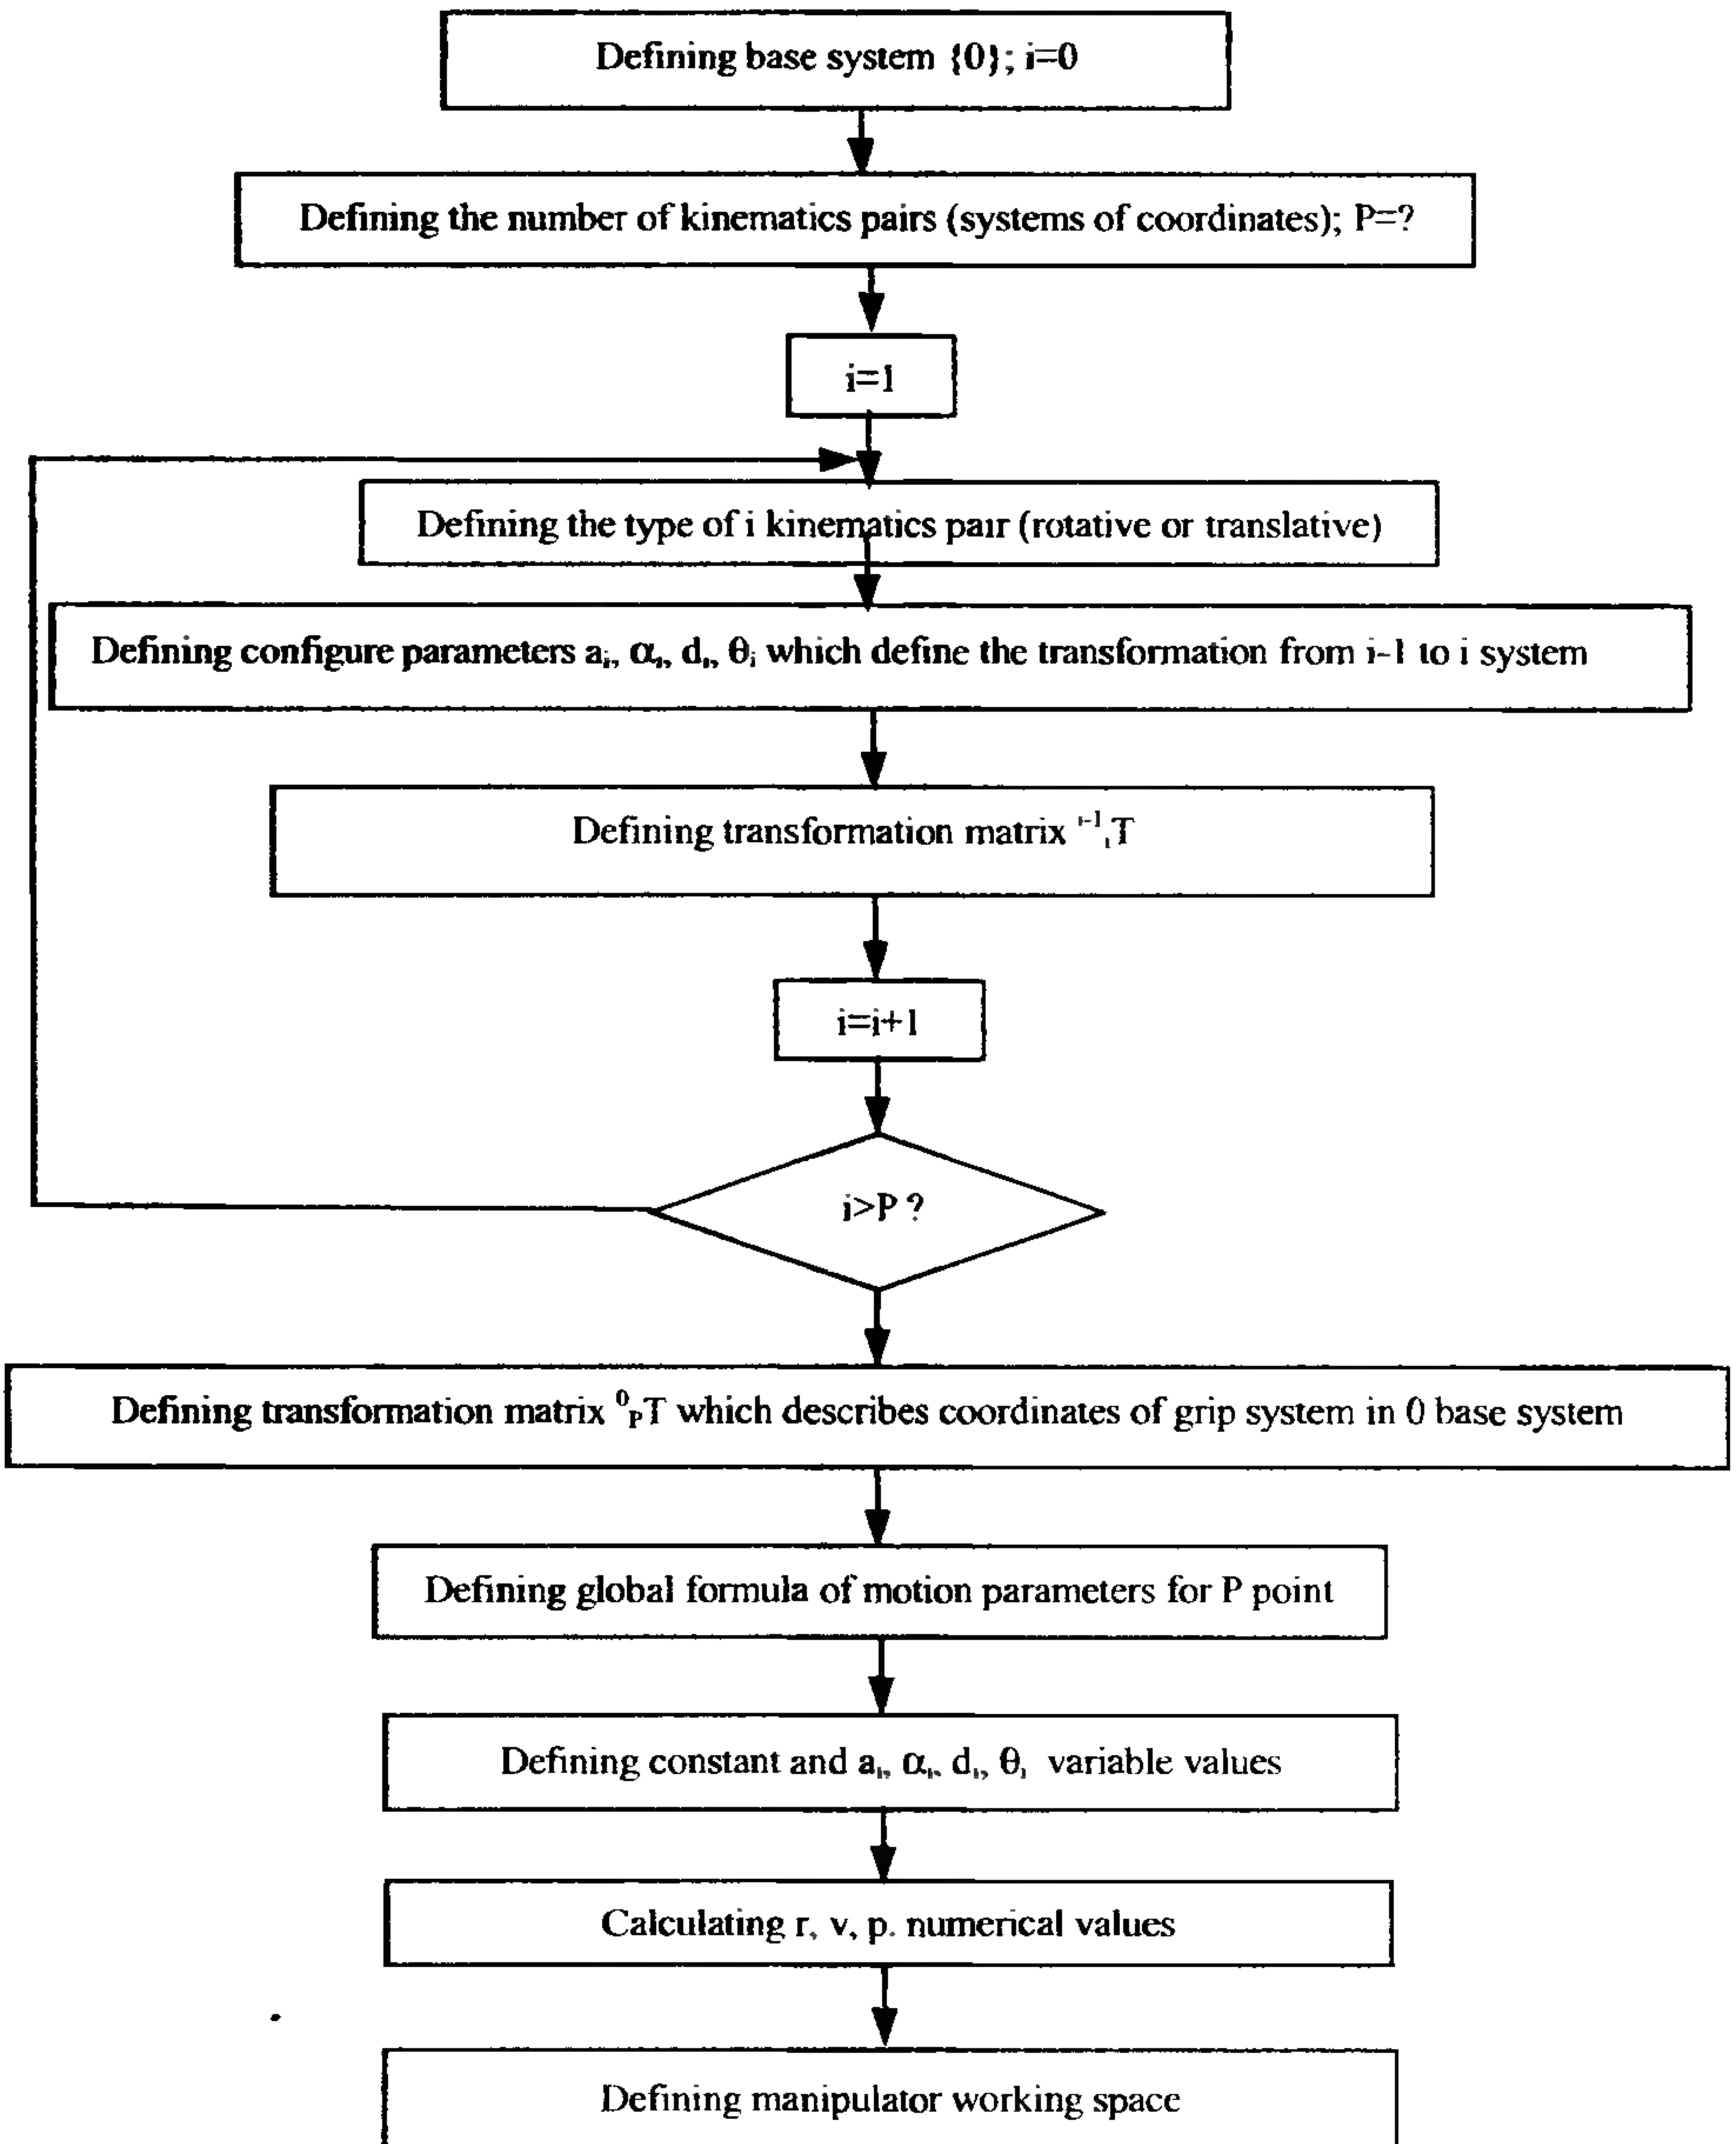 Defining base system {0}; i=0
Defining the number of kinematics pairs (systems of coordinates); P=?
i=1
Defining the type of i kinematics pair (rotative or translative)
Defining configure parameters aᵢ, αᵢ, dᵢ, θᵢ which define the transformation from i-1 to i system
Defining transformation matrix ⁱ⁻¹ᵢT
i=i+1
i>P ?
Defining transformation matrix ⁰ₚT which describes coordinates of grip system in 0 base system
Defining global formula of motion parameters for P point
Defining constant and aᵢ, αᵢ, dᵢ, θᵢ variable values
Calculating r, v, p. numerical values
Defining manipulator working space